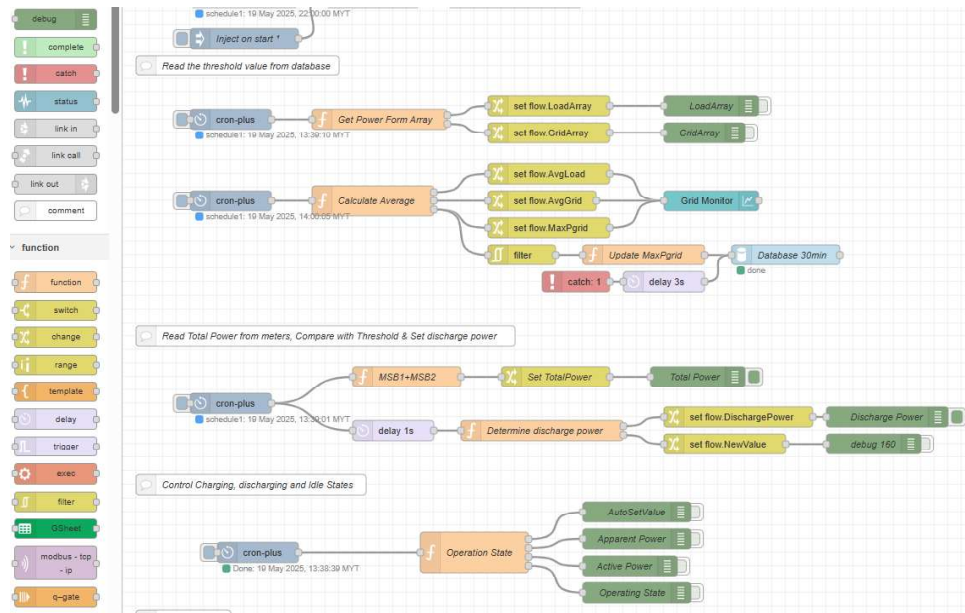 debug
complete
catch
status
link in
link call
link out
comment
function
function
switch
change
range
template
delay
trigger
exec
filter
GSheet
modbus - tcp
- ip
q-gate
schedule1: 19 May 2025, 22:00:00 MYT
Inject on start ¹
Read the threshold value from database
cron-plus
schedule1: 19 May 2025, 13:39:10 MYT
Get Power Form Array
set flow.LoadArray
LoadArray
set flow.GridArray
GridArray
cron-plus
schedule1: 19 May 2025, 14:00:05 MYT
Calculate Average
set flow.AvgLoad
set flow.AvgGrid
Grid Monitor
set flow.MaxPgrid
filter
Update MaxPgrid
Database 30min
done
catch: 1
delay 3s
Read Total Power from meters, Compare with Threshold & Set discharge power
MSB1+MSB2
Set TotalPower
Total Power
cron-plus
schedule1: 19 May 2025, 13:39:01 MYT
delay 1s
Determine discharge power
set flow.DischargePower
Discharge Power
set flow.NewValue
debug 160
Control Charging, discharging and Idle States
cron-plus
Done: 19 May 2025, 13:38:39 MYT
Operation State
AutoSetValue
Apparent Power
Active Power
Operating State